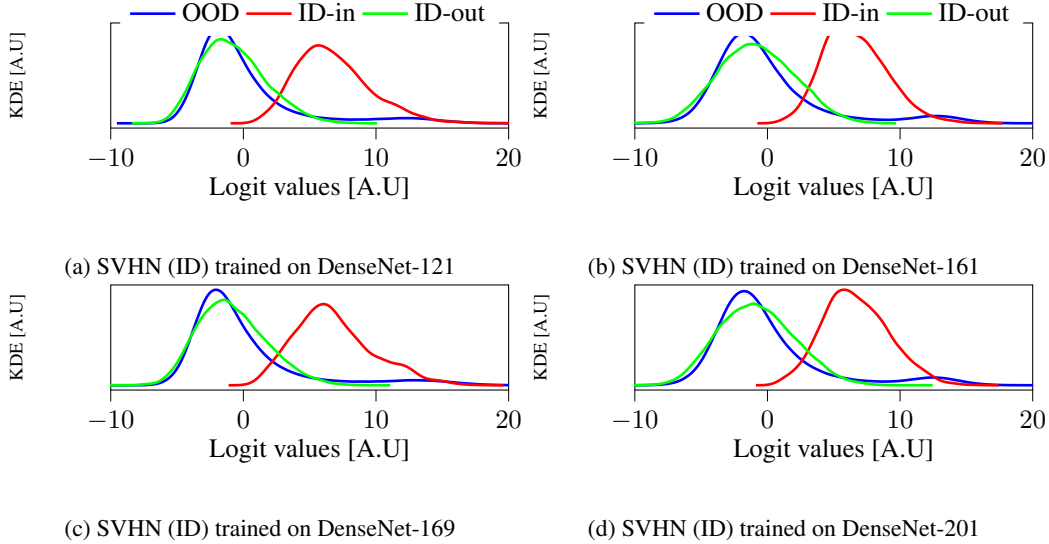 OOD ID-in ID-out OOD ID-in ID-out
KDE [A.U] KDE [A.U]
−10 0 10 20 −10 0 10 20
Logit values [A.U] Logit values [A.U]
(a) SVHN (ID) trained on DenseNet-121 (b) SVHN (ID) trained on DenseNet-161
KDE [A.U] KDE [A.U]
−10 0 10 20 −10 0 10 20
Logit values [A.U] Logit values [A.U]
(c) SVHN (ID) trained on DenseNet-169 (d) SVHN (ID) trained on DenseNet-201